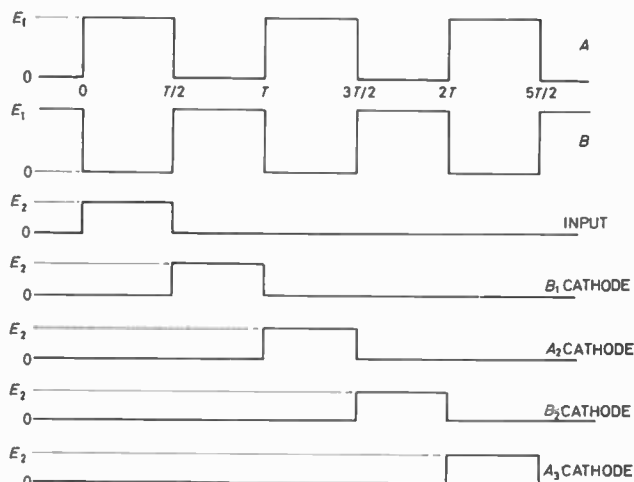 E₁
A
0
0 T/2 T 3T/2 2T 5T/2
E₁
B
0
E₂
INPUT
0
E₂
B₁ CATHODE
0
E₂
A₂ CATHODE
0
E₂
B₂ CATHODE
0
E₂
A₃ CATHODE
0